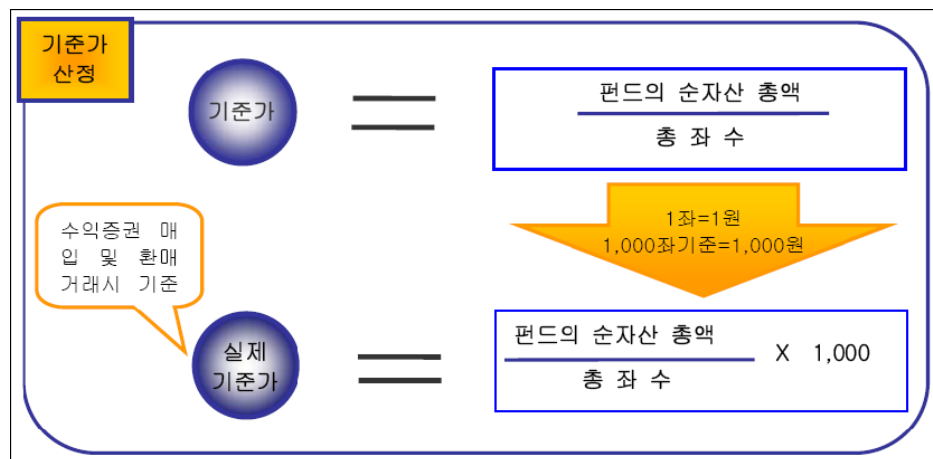 기준가
산정
기준가
펀드의 순자산 총액
총 좌 수
1좌=1원
1,000좌기준=1,000원
수익증권 매
입 및 환매
거래시 기준
실제
기준가
펀드의 순자산 총액
총 좌 수
X 1,000